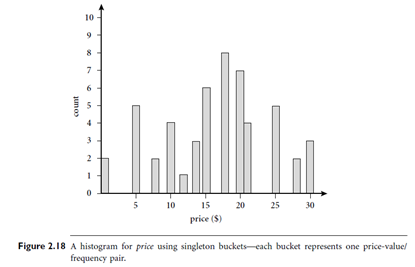 10
9
8
7
6
5
4
3
2
1
0
count
5 10 15 20 25 30
price ($)
Figure 2.18 A histogram for price using singleton buckets—each bucket represents one price-value/
frequency pair.